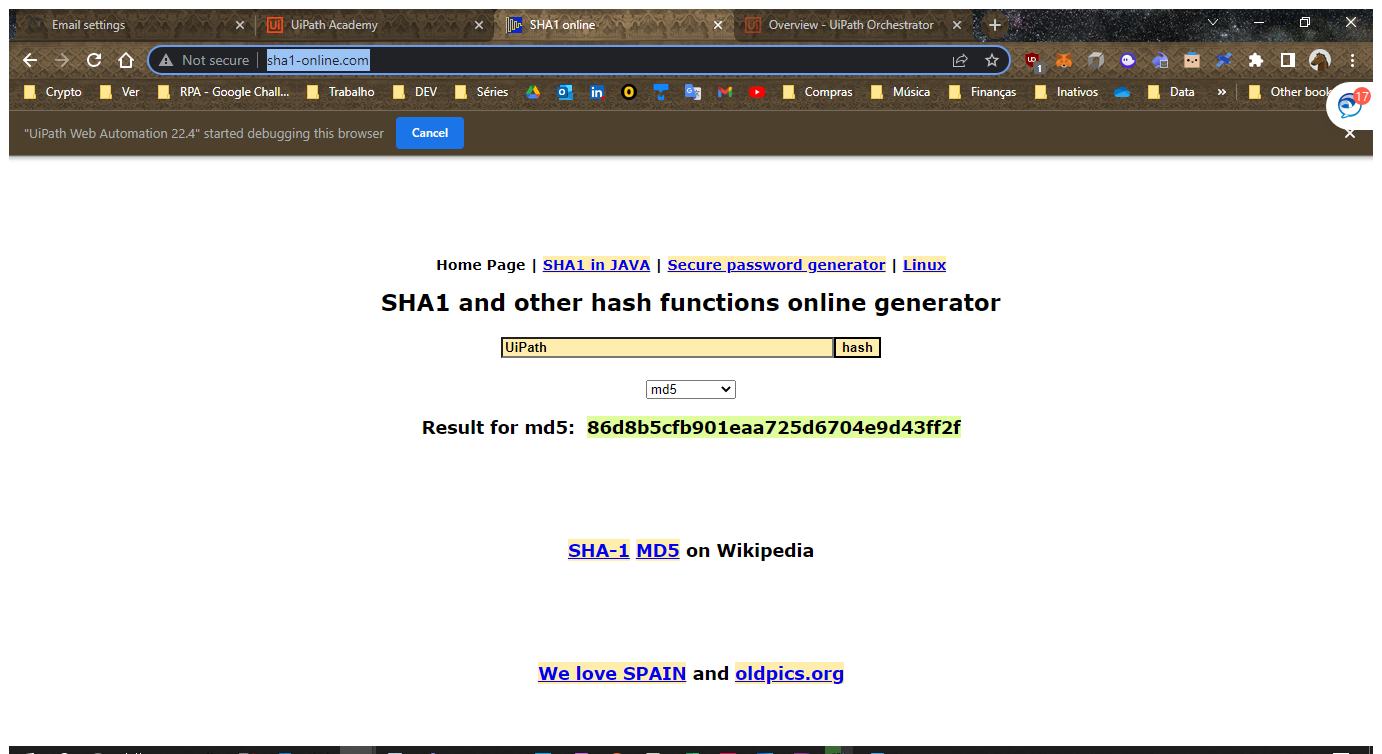 Email settings
UiPath Academy
SHA1 online
Overview - UiPath Orchestrator
Not secure
sha1-online.com
UD
1
Crypto
Ver
RPA - Google Chall...
Trabalho
DEV
Séries
in
Compras
Música
Finanças
Inativos
Data
»
Other book
17
"UiPath Web Automation 22.4" started debugging this browser
Cancel
Home Page | SHA1 in JAVA | Secure password generator | Linux
SHA1 and other hash functions online generator
UiPath
hash
md5
Result for md5: 86d8b5cfb901eaa725d6704e9d43ff2f
SHA-1 MD5 on Wikipedia
We love SPAIN and oldpics.org